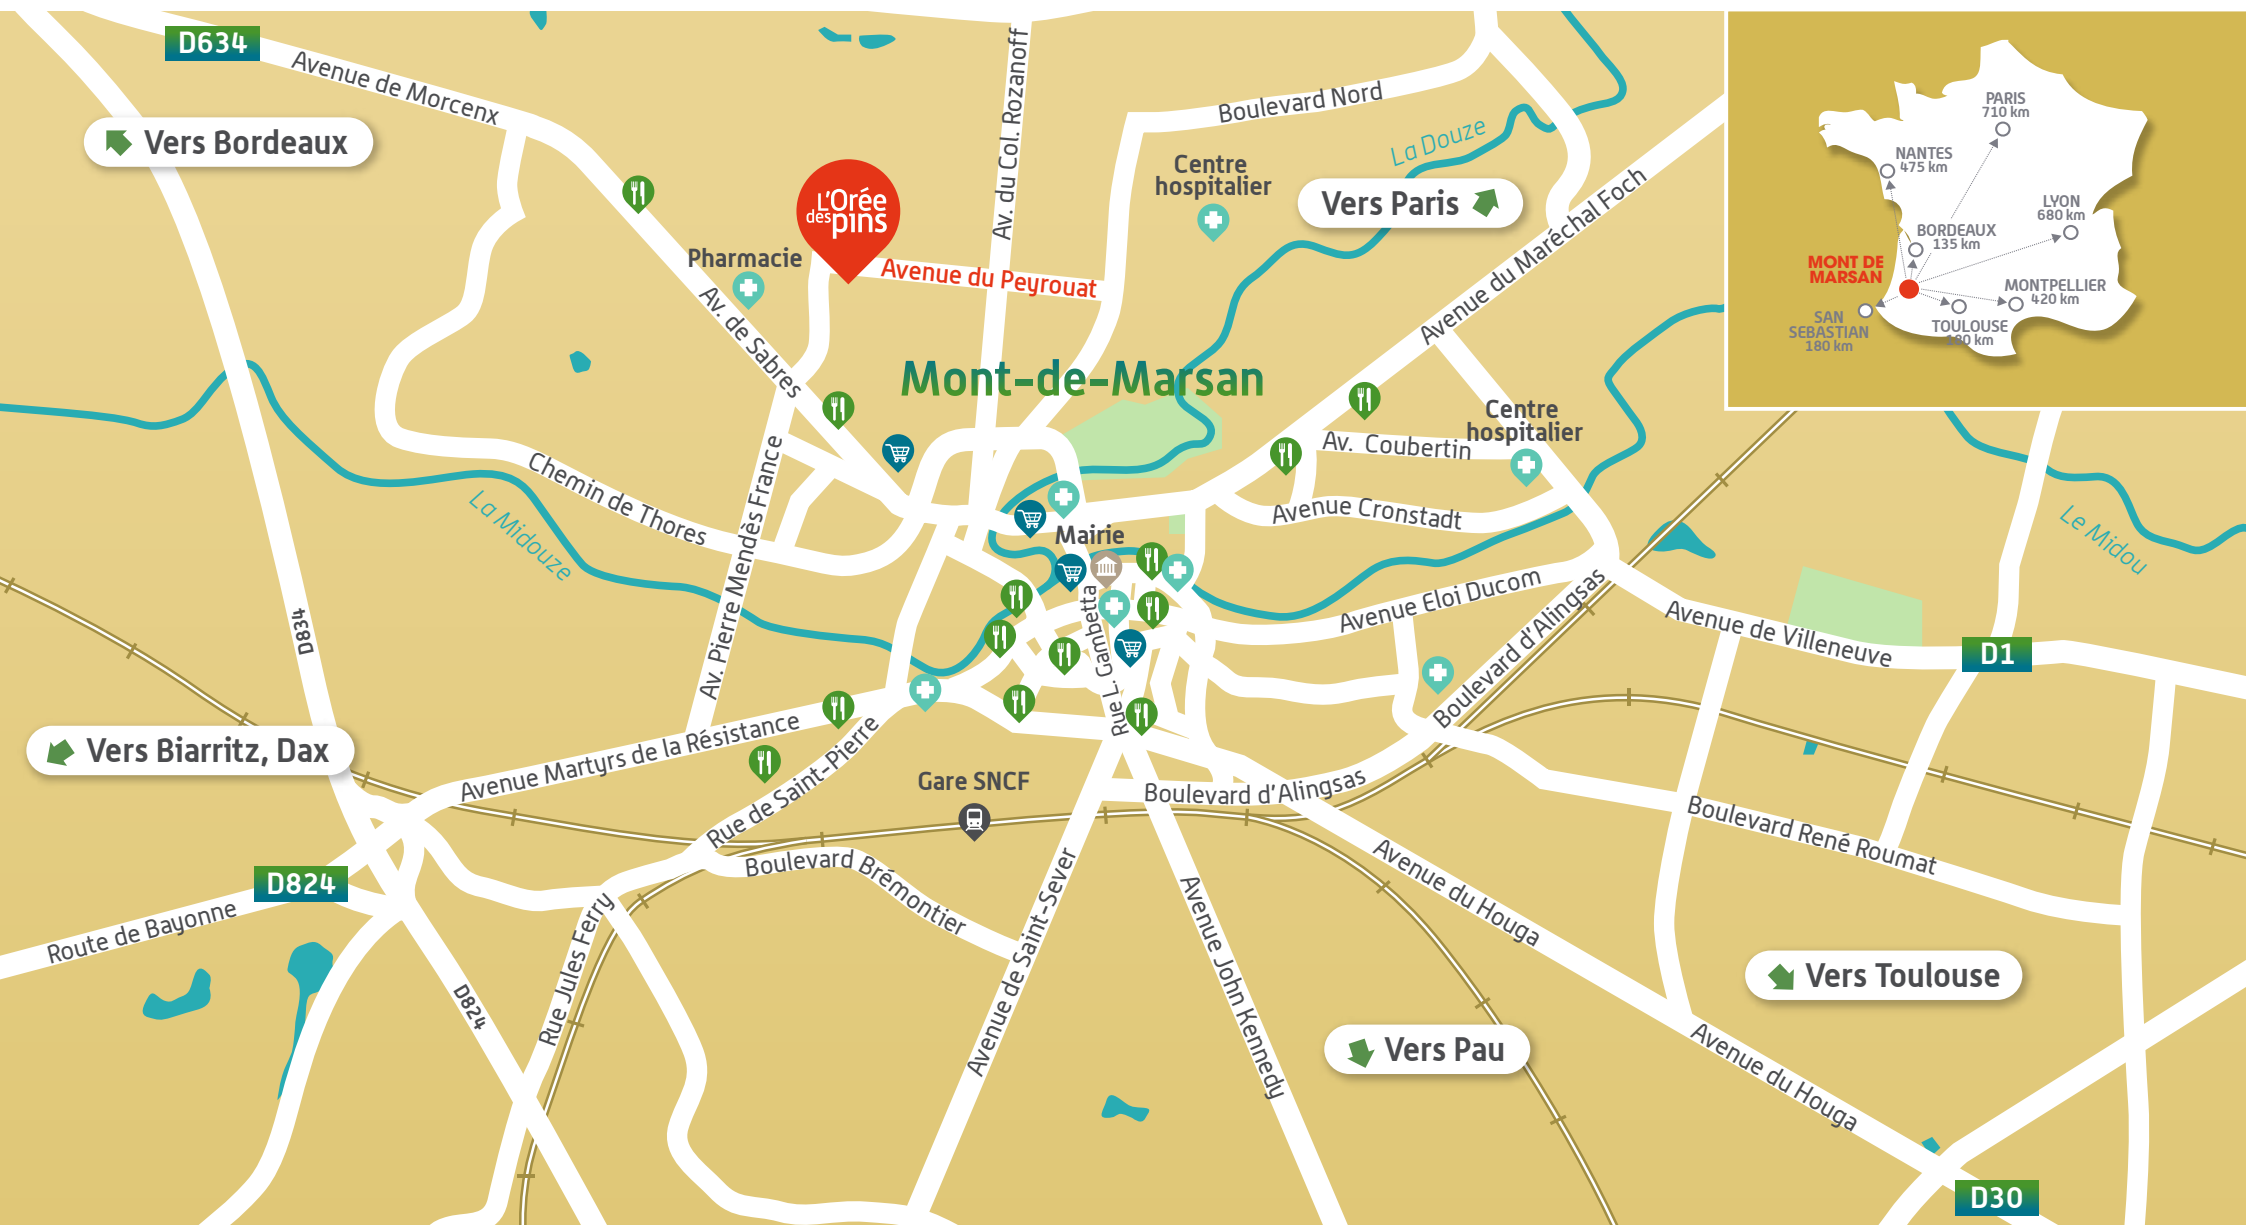 D634
Avenue de Morcenx
Vers Bordeaux
L'Orée
des pins
Av. du Col. Rozanoff
Boulevard Nord
La Douze
Centre
hospitalier
Vers Paris
Avenue du Maréchal Foch
Pharmacie
Avenue du Peyrouat
Av. de Sabres
Mont-de-Marsan
PARIS
710 km
NANTES
475 km
LYON
680 km
BORDEAUX
135 km
MONT DE
MARSAN
MONTPELLIER
420 km
SAN
SEBASTIAN
180 km
TOULOUSE
180 km
Centre
hospitalier
Av. Coubertin
Avenue Cronstadt
Chemin de Thores
La Midouze
Av. Pierre Mendès France
Mairie
Le Midou
D834
Rue L. Gambetta
Avenue Eloi Ducom
Boulevard d'Alingsas
Avenue de Villeneuve
D1
Vers Biarritz, Dax
Avenue Martyrs de la Résistance
Rue de Saint-Pierre
Gare SNCF
Boulevard d'Alingsas
Boulevard René Roumat
D824
Route de Bayonne
Boulevard Brémontier
Avenue du Houga
Rue Jules Ferry
D824
Avenue de Saint-Sever
Avenue John Kennedy
Vers Toulouse
Vers Pau
Avenue du Houga
D30